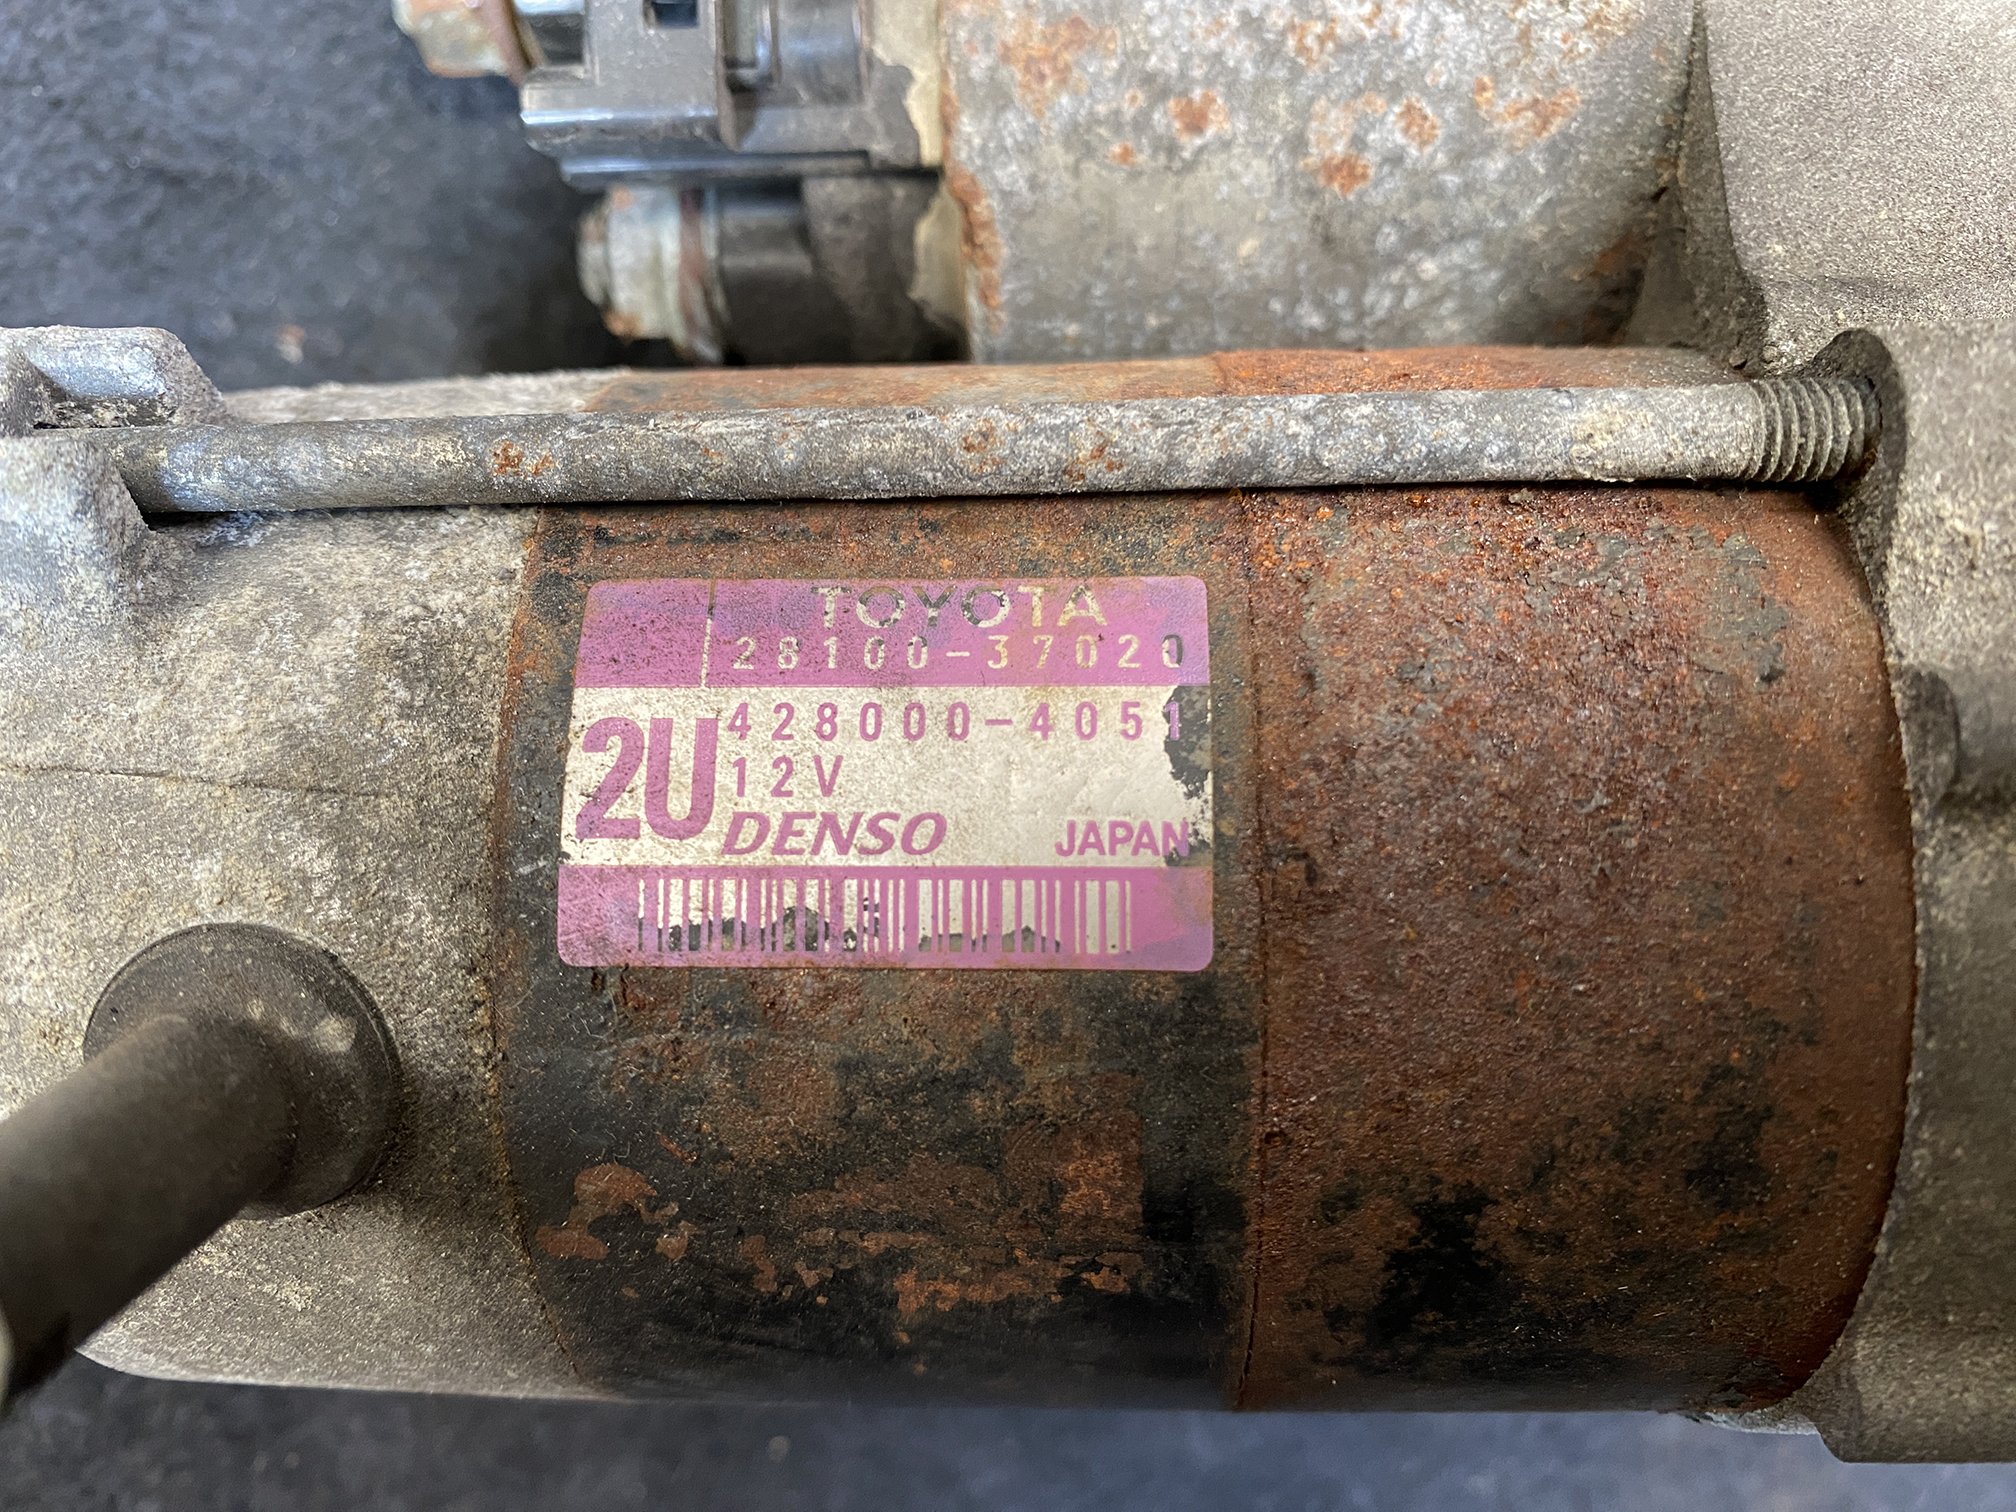 TOYOTA
28100-37020
2U
428000-4051
12V
DENSO JAPAN